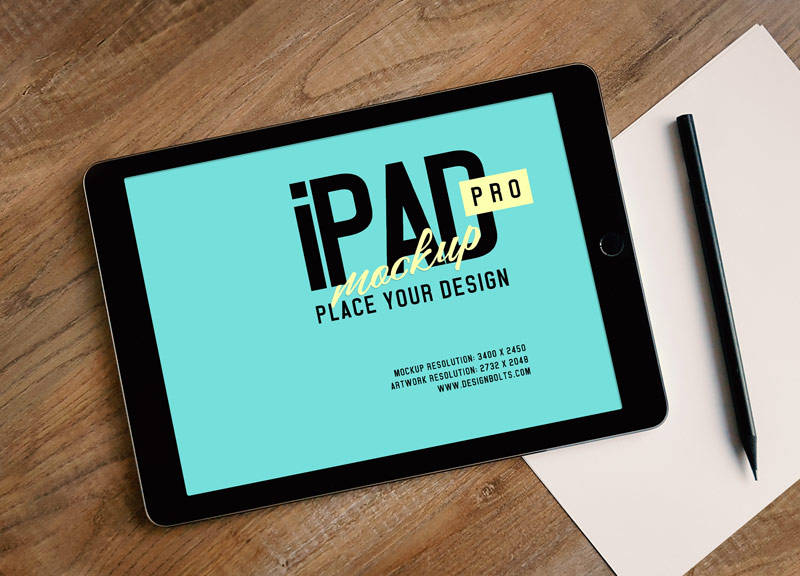 iPAD
PRO
mockup
PLACE YOUR DESIGN
MOCKUP RESOLUTION: 3400 X 2450
ARTWORK RESOLUTION: 2732 X 2048
WWW.DESIGNBOLTS.COM